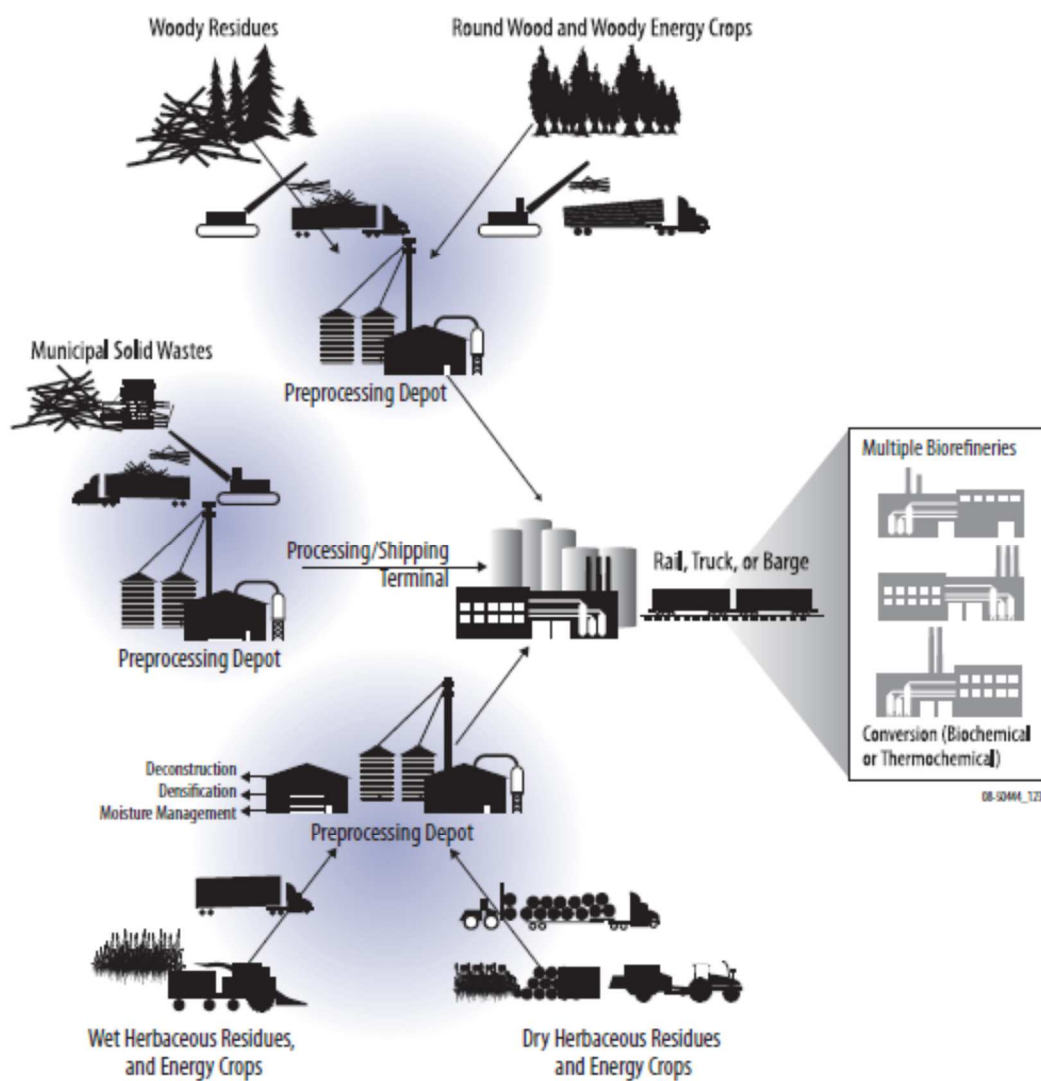 Woody Residues
Round Wood and Woody Energy Crops
Preprocessing Depot
Municipal Solid Wastes
Preprocessing Depot
Processing/Shipping
Terminal
Rail, Truck, or Barge
Multiple Biorefineries
Conversion (Biochemical
or Thermochemical)
Deconstruction
Densification
Moisture Management
Preprocessing Depot
Wet Herbaceous Residues,
and Energy Crops
Dry Herbaceous Residues
and Energy Crops